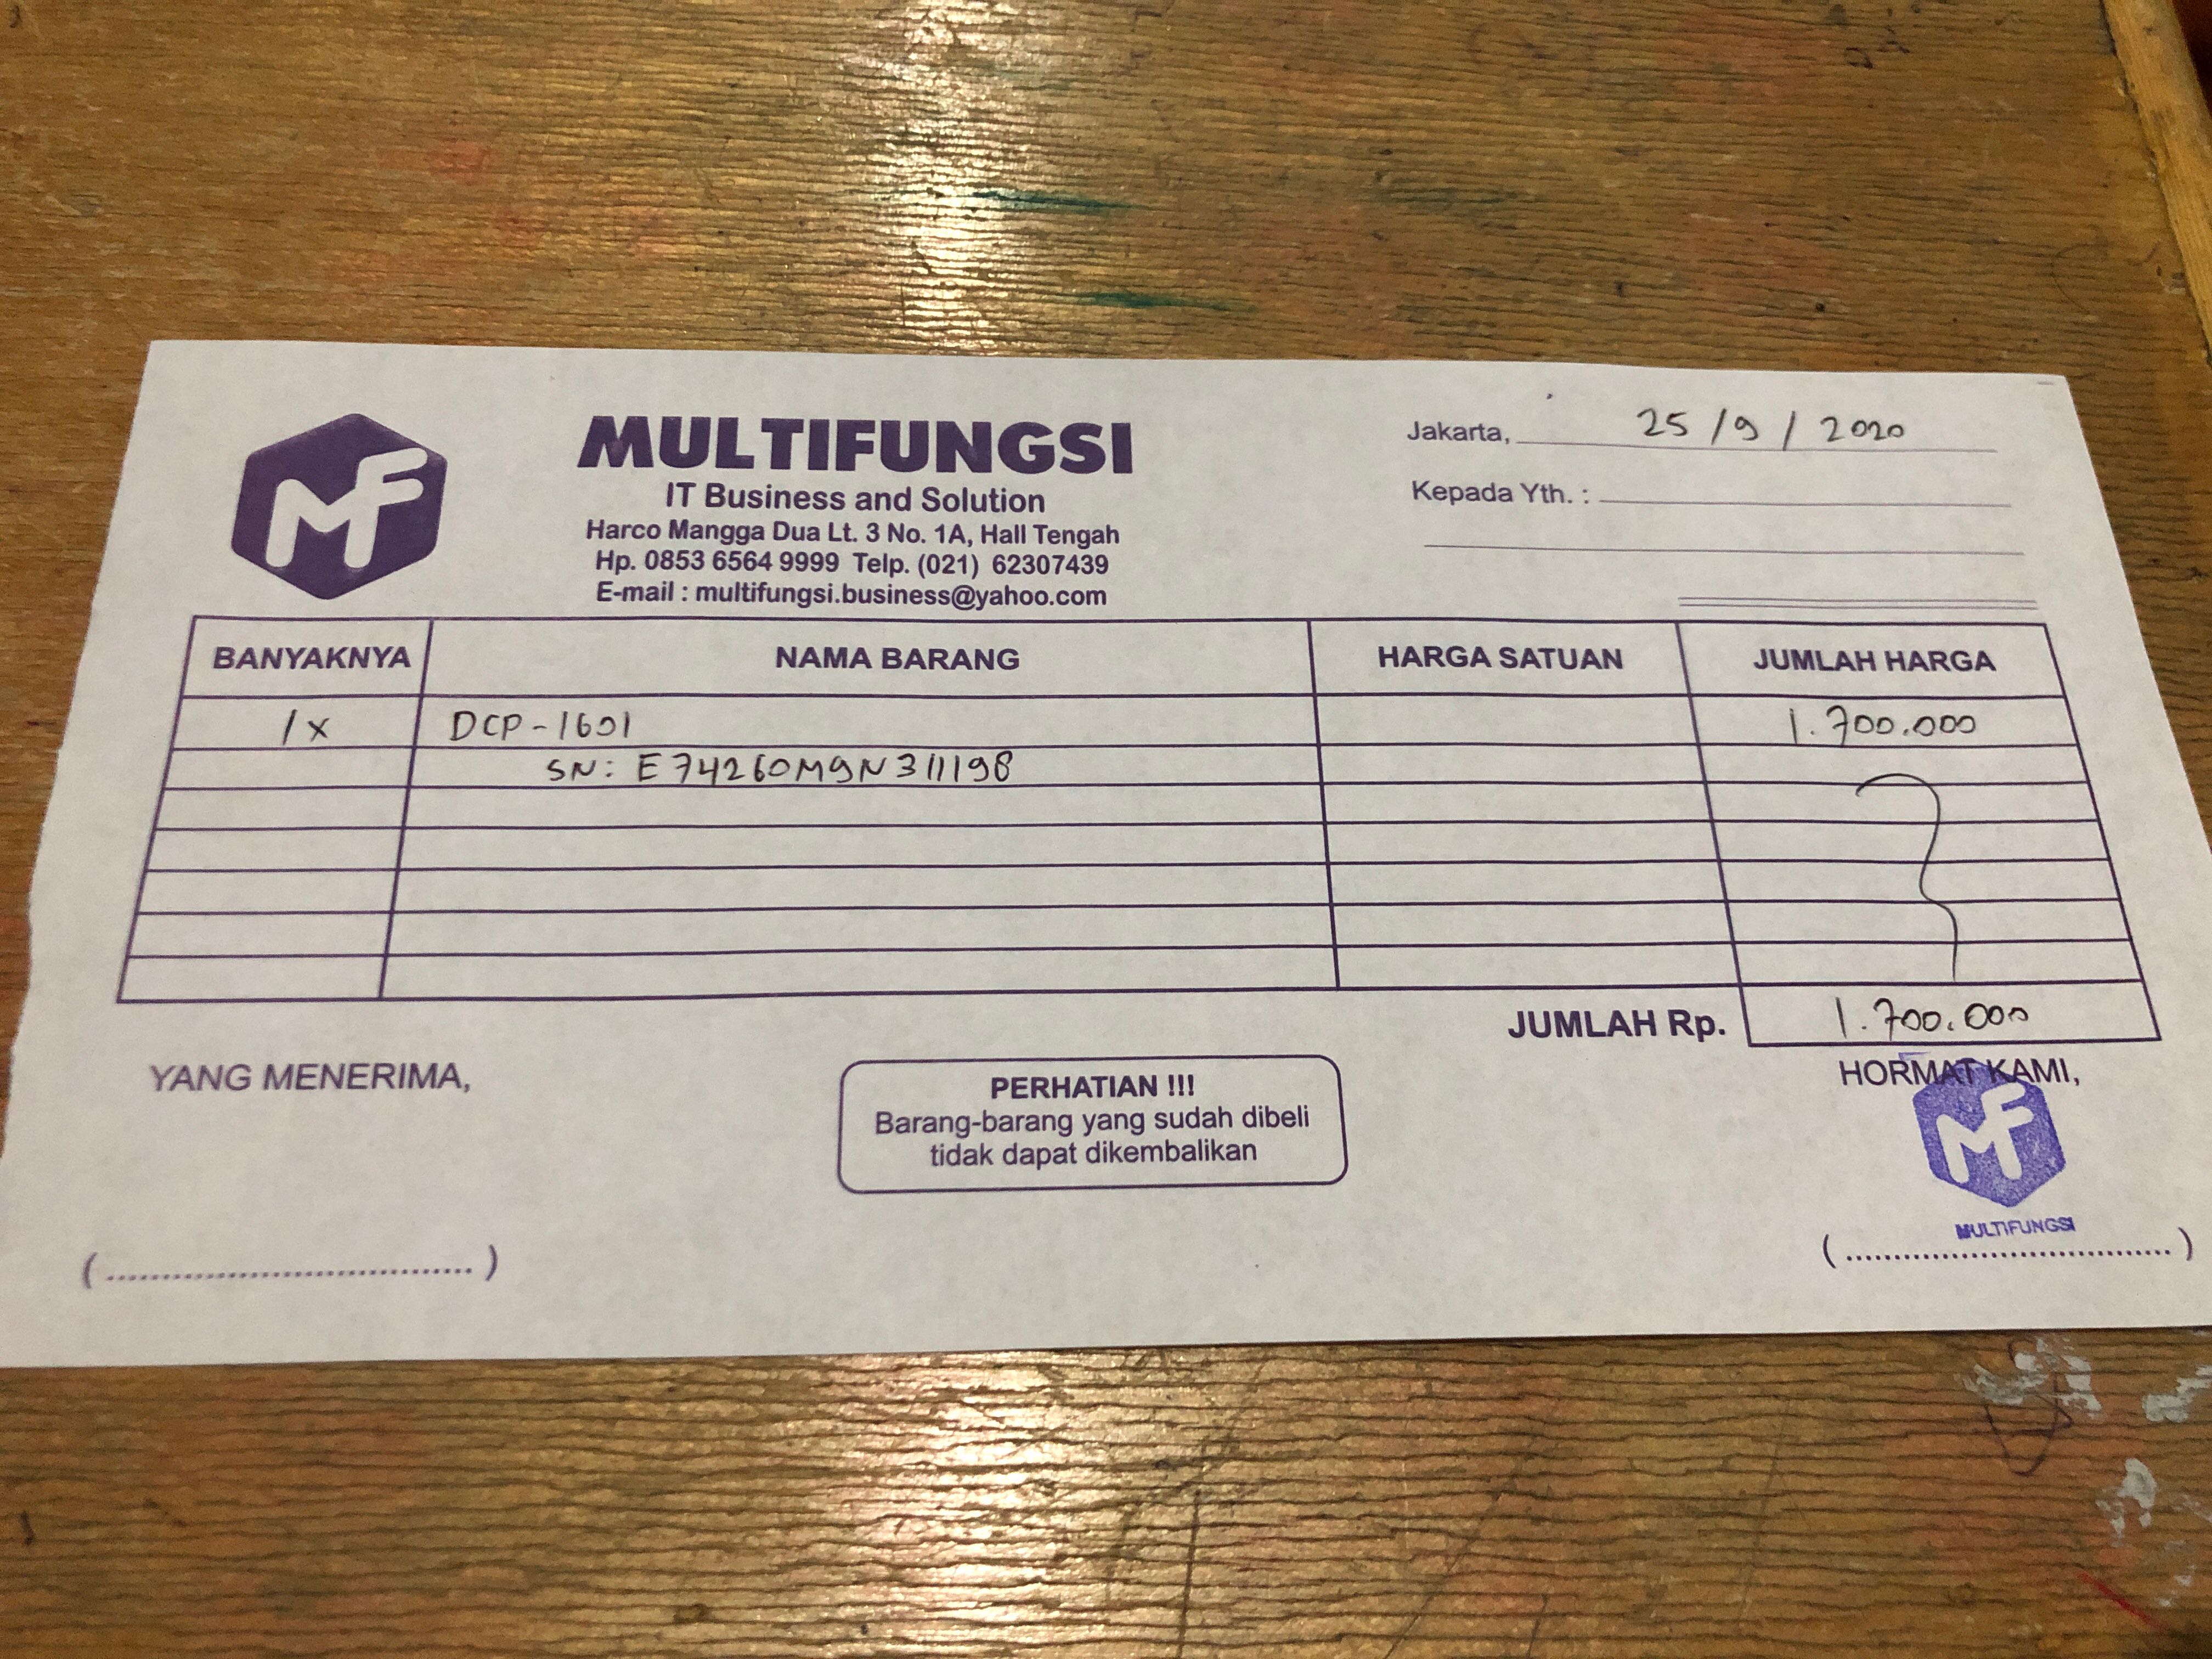 MF
MULTIFUNGSI
IT Business and Solution
Harco Mangga Dua Lt. 3 No. 1A, Hall Tengah
Hp. 0853 6564 9999 Telp. (021) 62307439
E-mail : multifungsi.business@yahoo.com
Jakarta, 25/9/2020
Kepada Yth. :
BANYAKNYA NAMA BARANG HARGA SATUAN JUMLAH HARGA
1x DCP-1601 1.700.000
SN: E74260M9N311198
JUMLAH Rp. 1.700.000
YANG MENERIMA,
PERHATIAN !!!
Barang-barang yang sudah dibeli
tidak dapat dikembalikan
HORMAT KAMI,
MF
MULTIFUNGSI
(....................................)
(....................................)